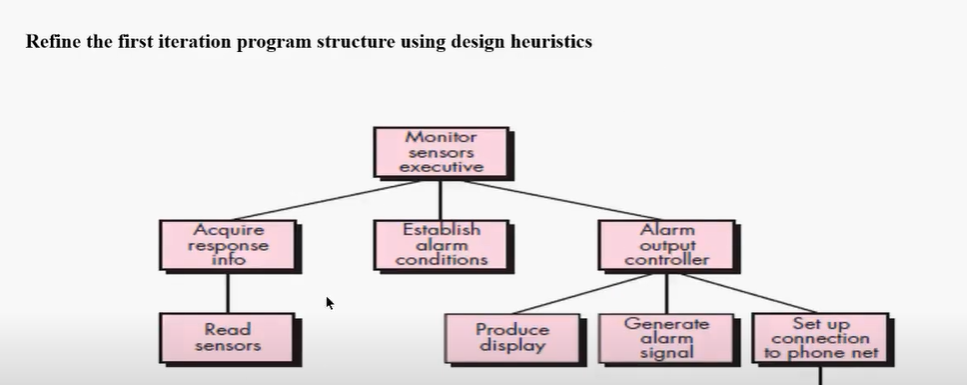 Refine the first iteration program structure using design heuristics
Monitor
sensors
executive
Acquire
response
info
Establish
alarm
conditions
Alarm
output
controller
Read
sensors
Produce
display
Generate
alarm
signal
Set up
connection
to phone net